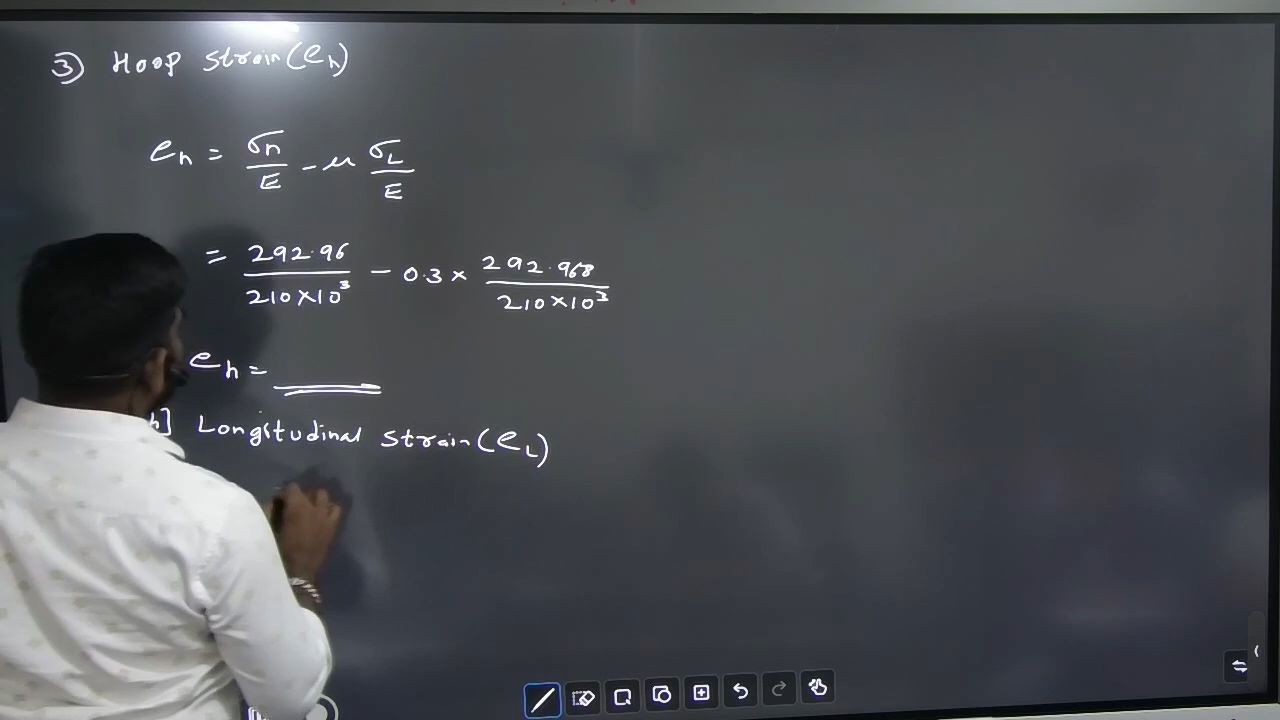 3) Hoop Strain (eh)
eh = σh/E - μ σL/E
= 292.96/210×10³ - 0.3 × 292.968/210×10³
eh =
Longitudinal strain (eL)